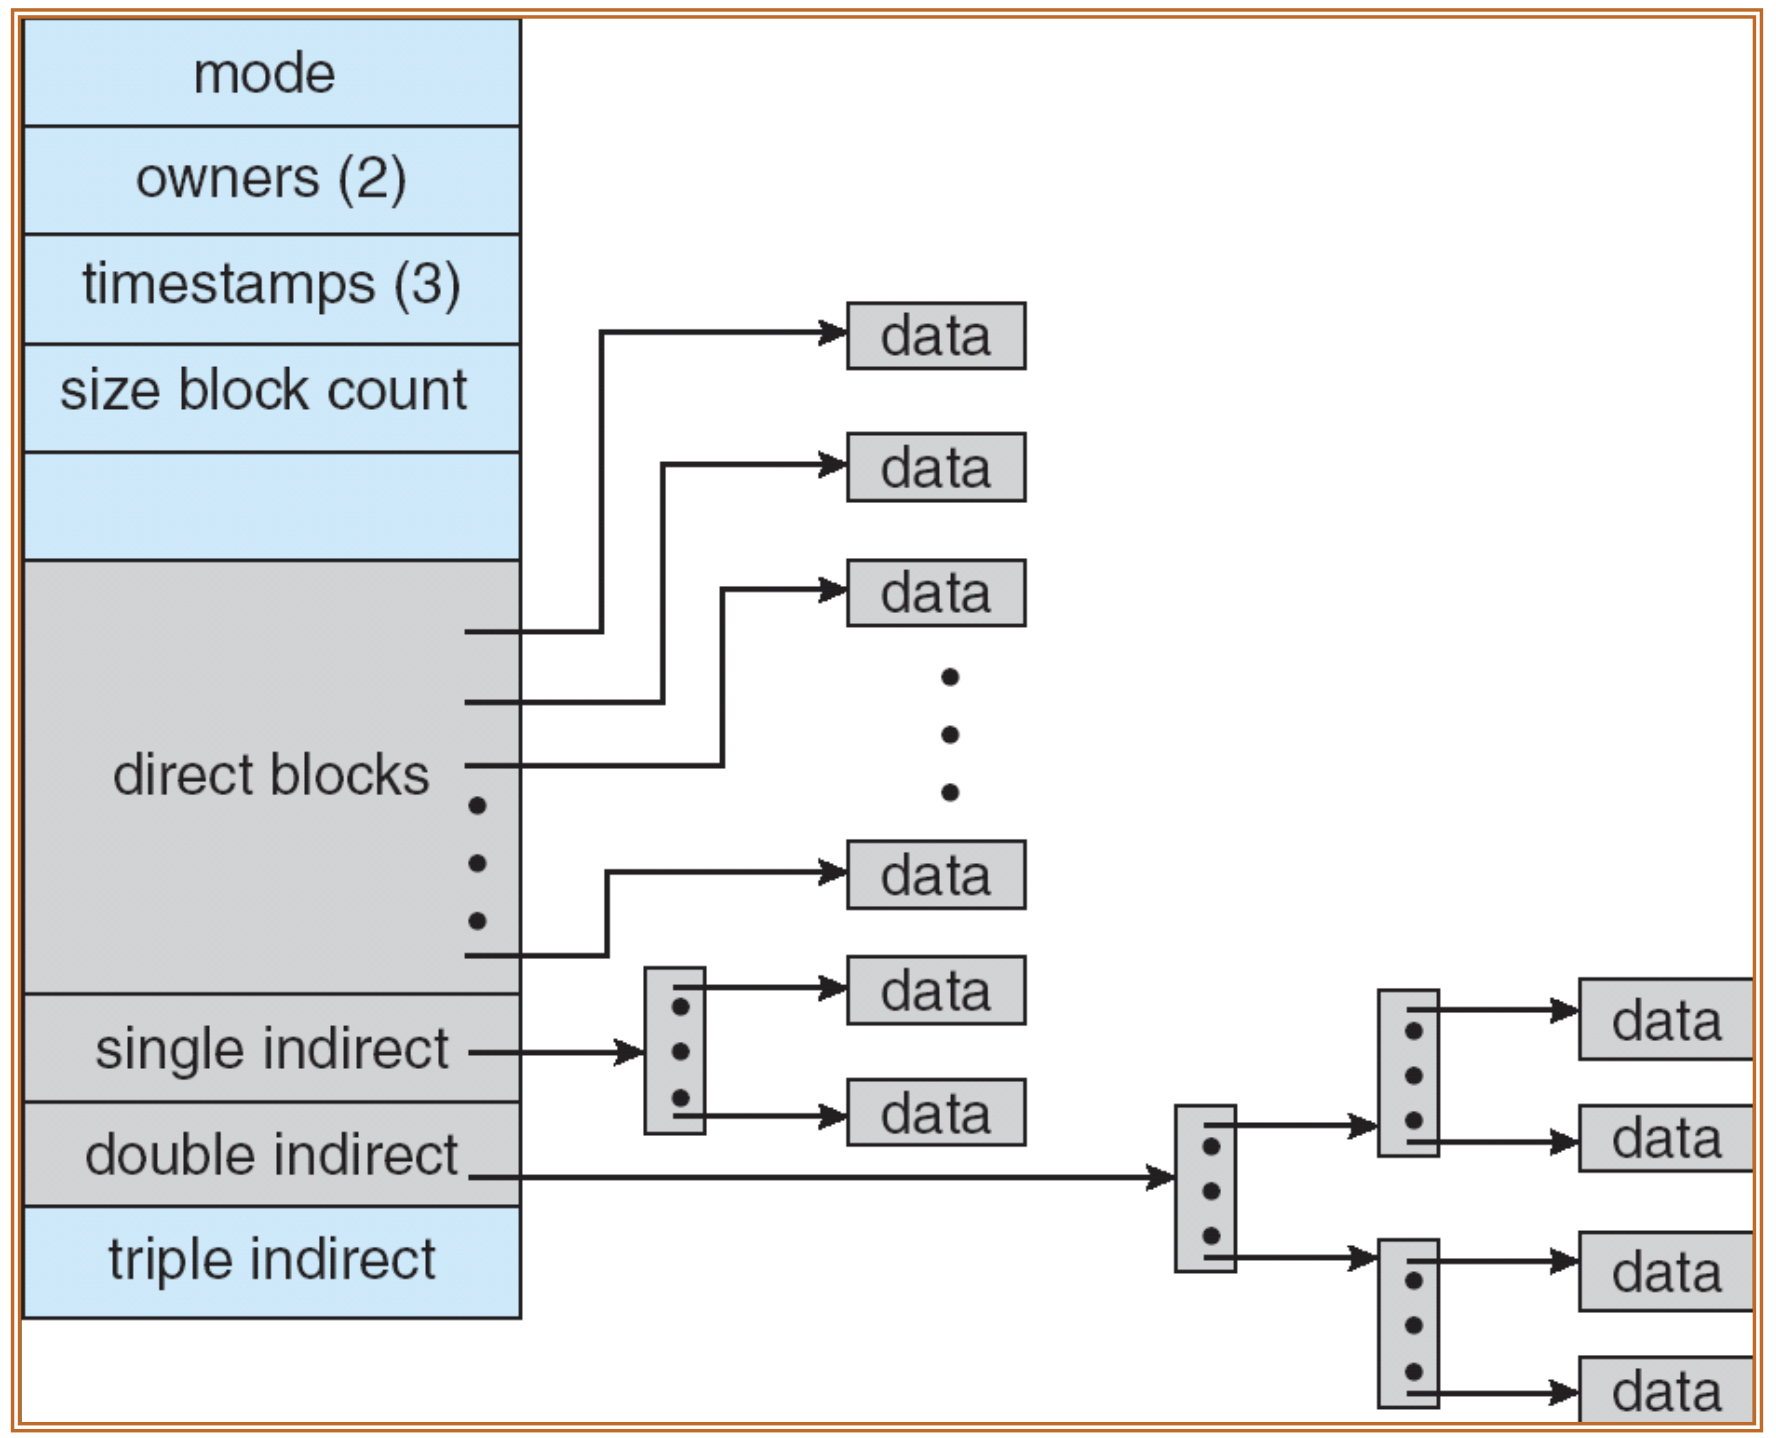 mode
owners (2)
timestamps (3)
size block count
data
data
data
direct blocks
data
data
single indirect
data
double indirect
triple indirect
data
data
data
data